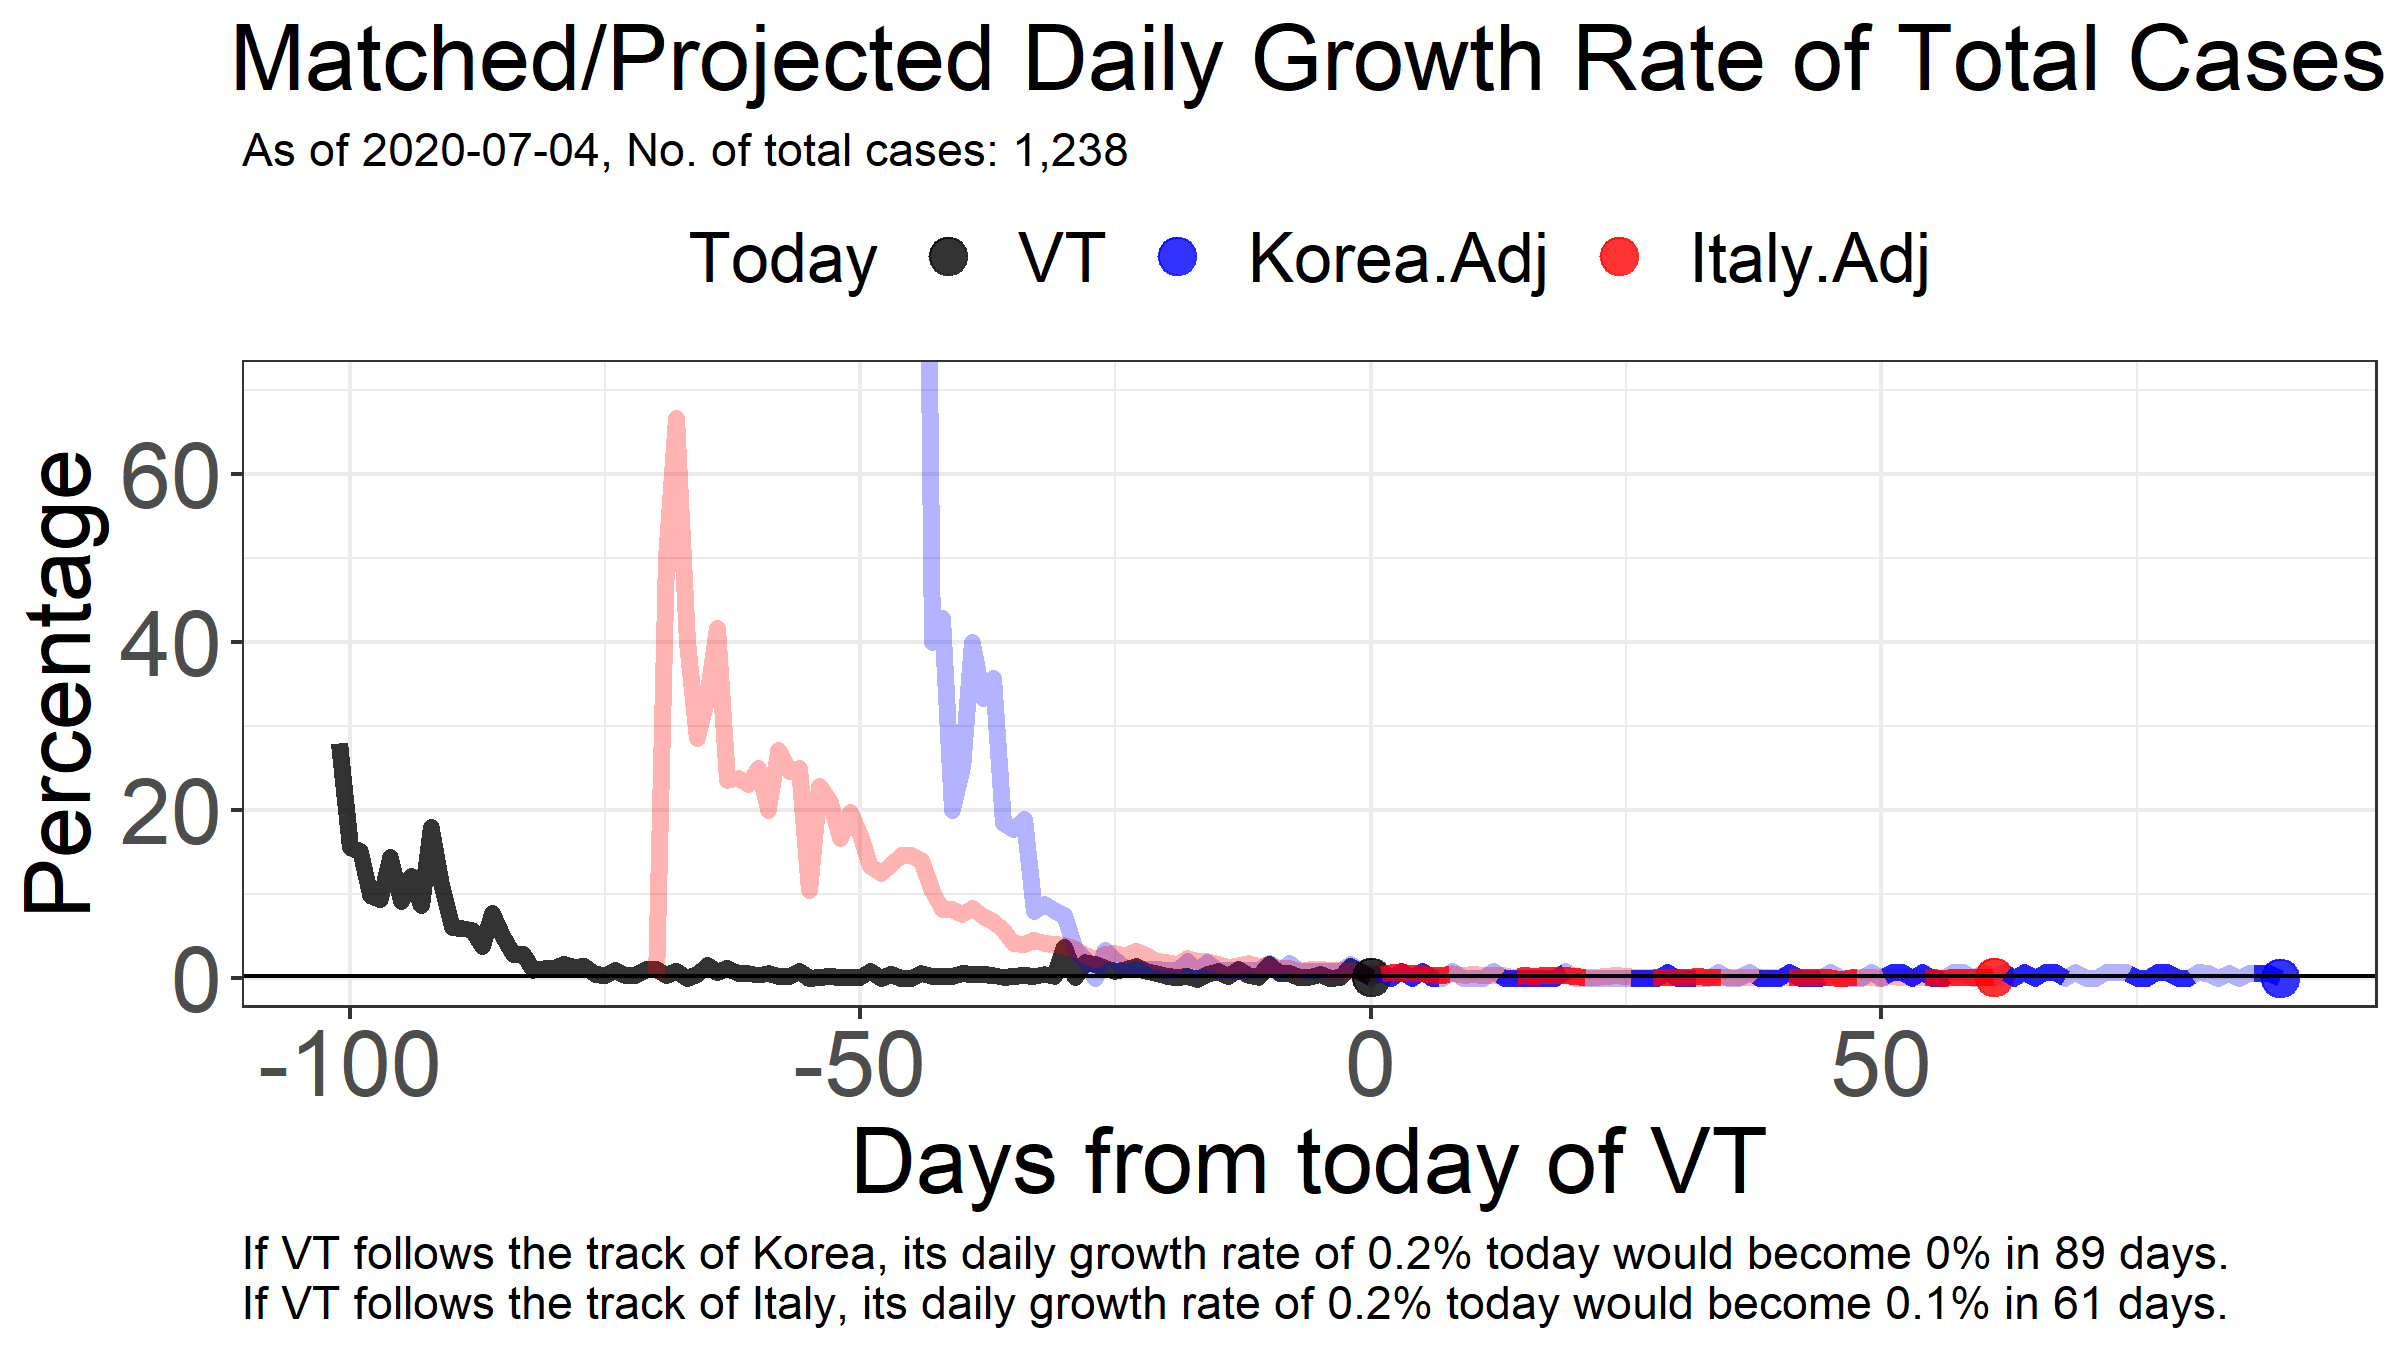 Matched/Projected Daily Growth Rate of Total Cases
As of 2020-07-04, No. of total cases: 1,238
Today VT Korea.Adj Italy.Adj
Percentage
60
40
20
0
-100 -50 0 50
Days from today of VT
If VT follows the track of Korea, its daily growth rate of 0.2% today would become 0% in 89 days.
If VT follows the track of Italy, its daily growth rate of 0.2% today would become 0.1% in 61 days.